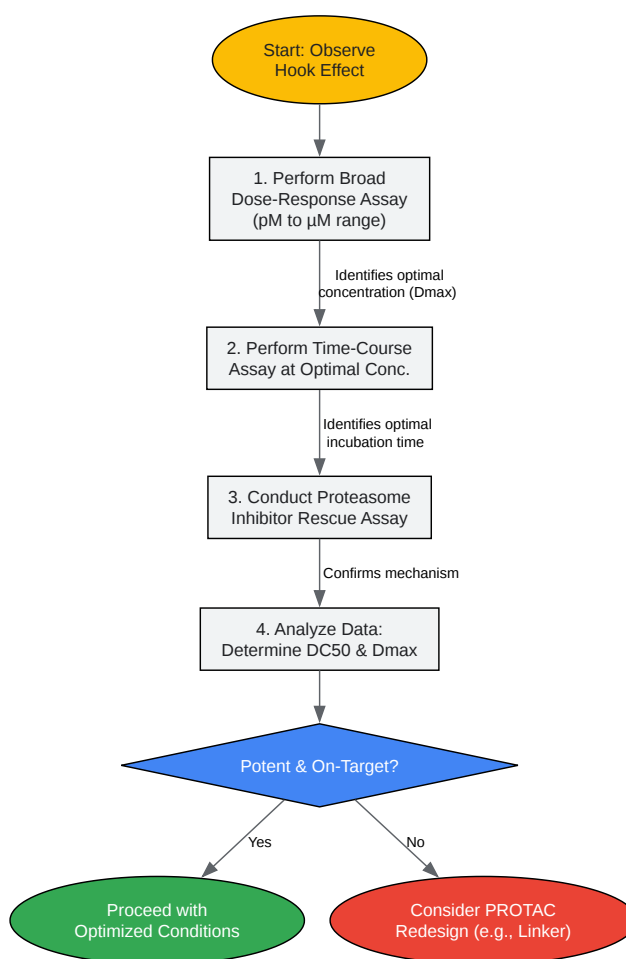 Start: Observe
Hook Effect
1. Perform Broad
Dose-Response Assay
(pM to µM range)
Identifies optimal
concentration (Dmax)
2. Perform Time-Course
Assay at Optimal Conc.
Identifies optimal
incubation time
3. Conduct Proteasome
Inhibitor Rescue Assay
Confirms mechanism
4. Analyze Data:
Determine DC50 & Dmax
Potent & On-Target?
Yes
No
Proceed with
Optimized Conditions
Consider PROTAC
Redesign (e.g., Linker)